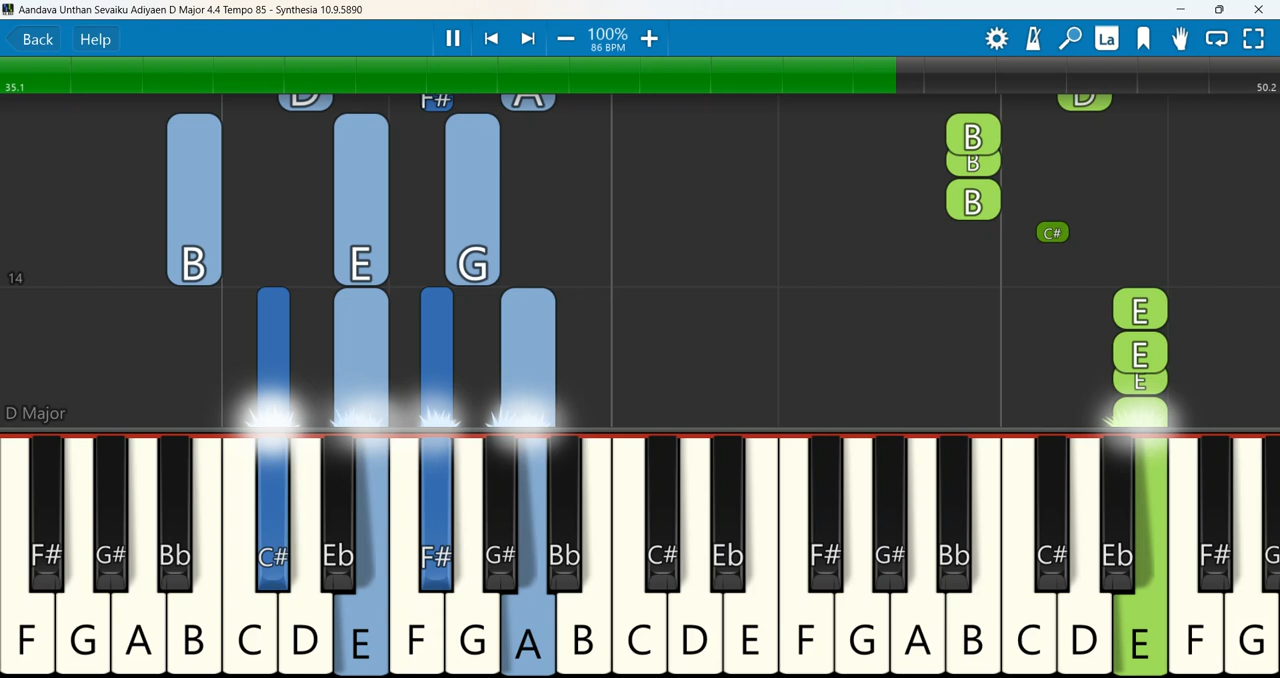 Aandava Unthan Sevaiku Adiyaen D Major 4.4 Tempo 85 - Synthesia 10.9.5890
Back Help 100% La
86 BPM
35.1 50.2
D F# A D
B
B
B
C#
B E G
14
E
E
E
D Major
F# G# Bb C# Eb F# G# Bb C# Eb F# G# Bb C# Eb F# G
F G A B C D E F G A B C D E F G A B C D E F G